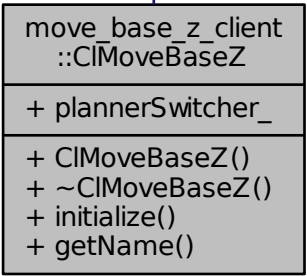 move_base_z_client
::ClMoveBaseZ
+ plannerSwitcher_
+ ClMoveBaseZ()
+ ~ClMoveBaseZ()
+ initialize()
+ getName()